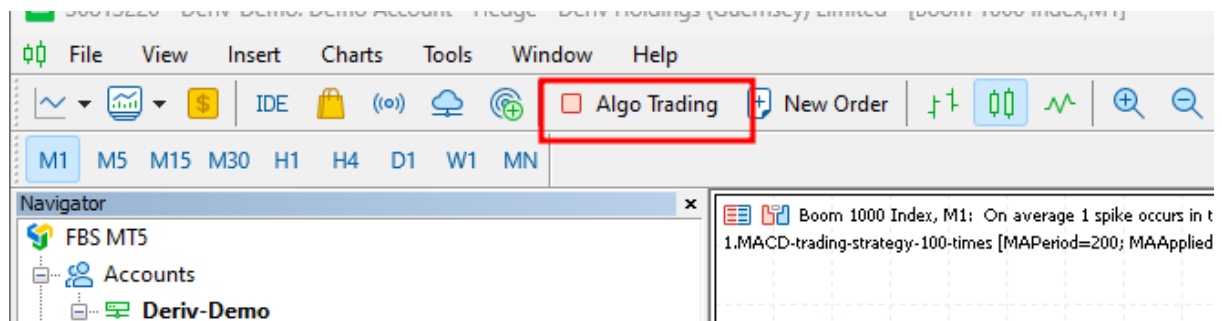 Deriv-Demo: Demo Account - Hedge - Deriv Holdings (Guernsey) Limited - [Boom 1000 Index,M1]
File View Insert Charts Tools Window Help
$ IDE Algo Trading New Order
M1 M5 M15 M30 H1 H4 D1 W1 MN
Navigator x
FBS MT5
Accounts
Deriv-Demo
Boom 1000 Index, M1: On average 1 spike occurs in t
1.MACD-trading-strategy-100-times [MAPeriod=200; MAApplied